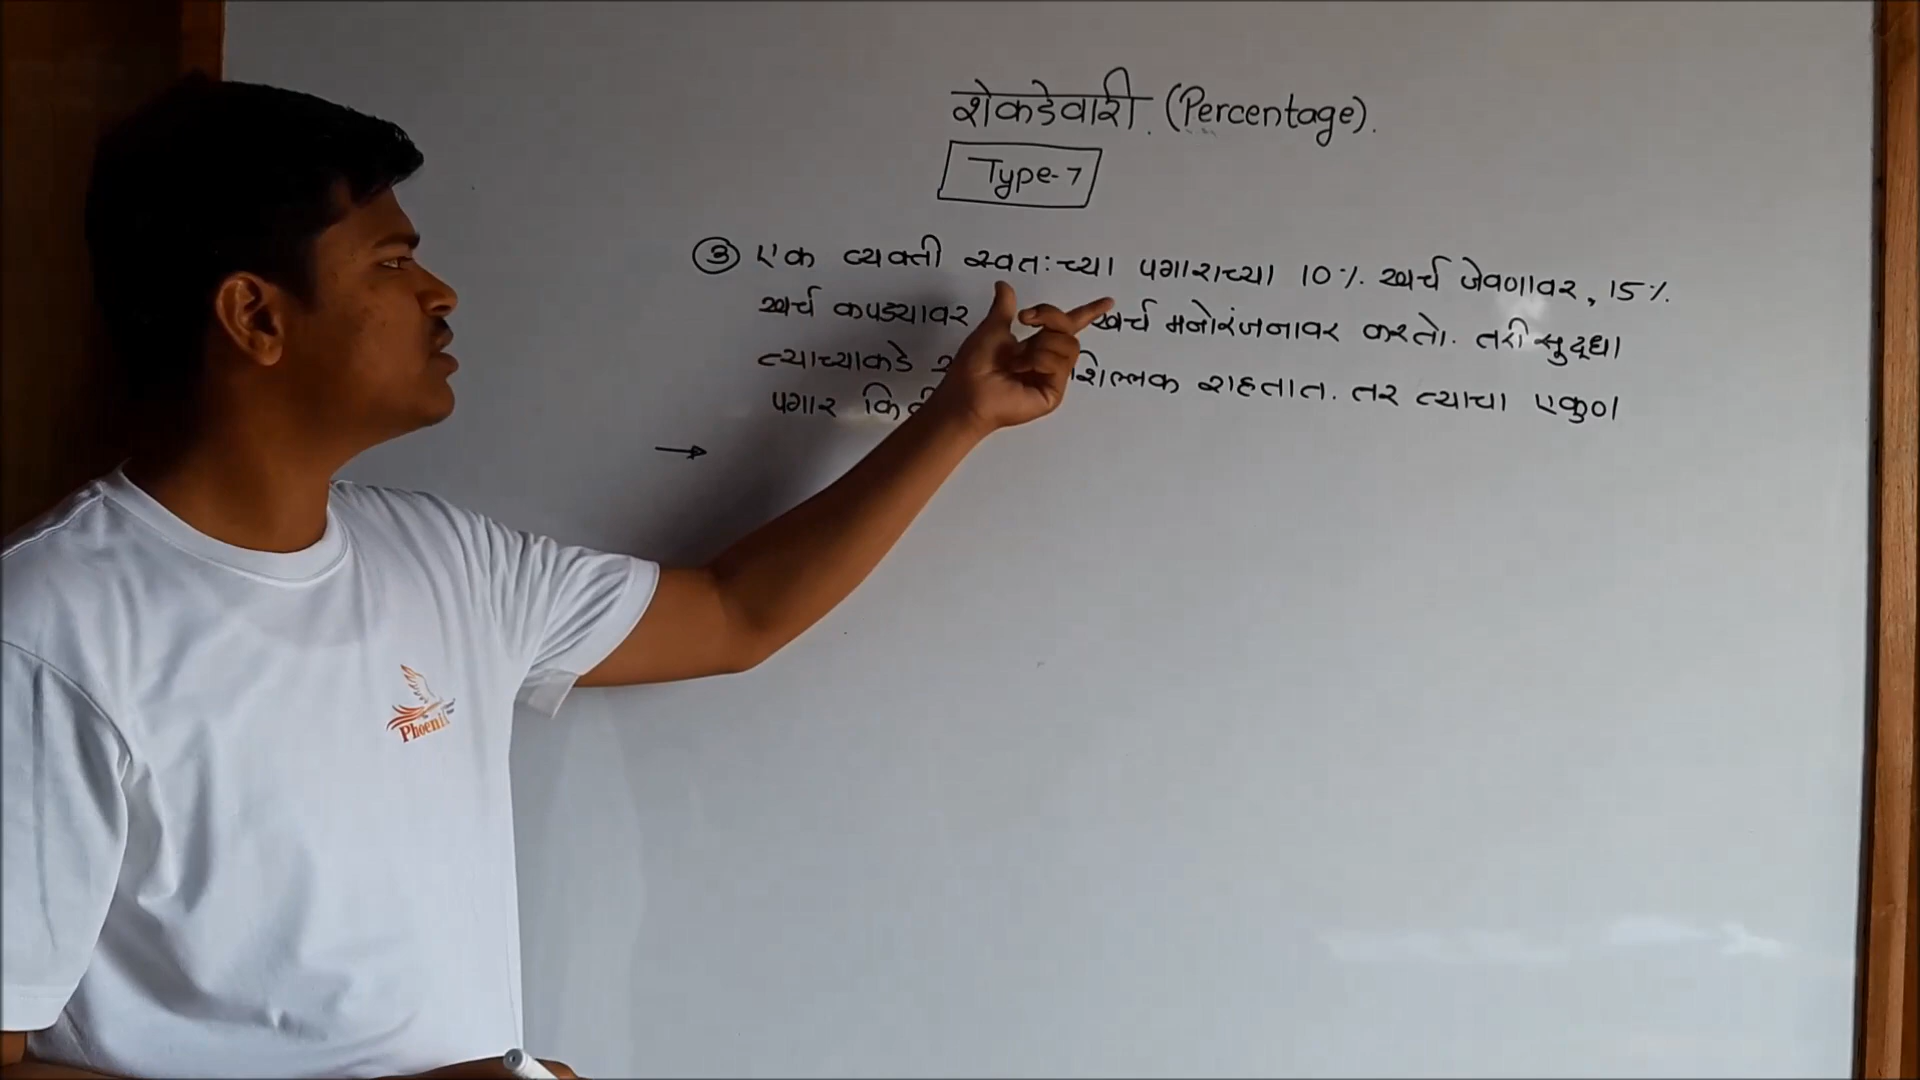 शेकडेवारी. (Percentage).
Type-7
③ एक व्यक्ती स्वतःच्या पगाराच्या 10%. खर्च जेवणावर, 15%.
खर्च कपड्यावर खर्च मनोरंजनावर करतो. तरी सुद्धा
त्याच्याकडे शिल्लक राहतात. तर त्याचा एकुण
पगार
→
Phoenix